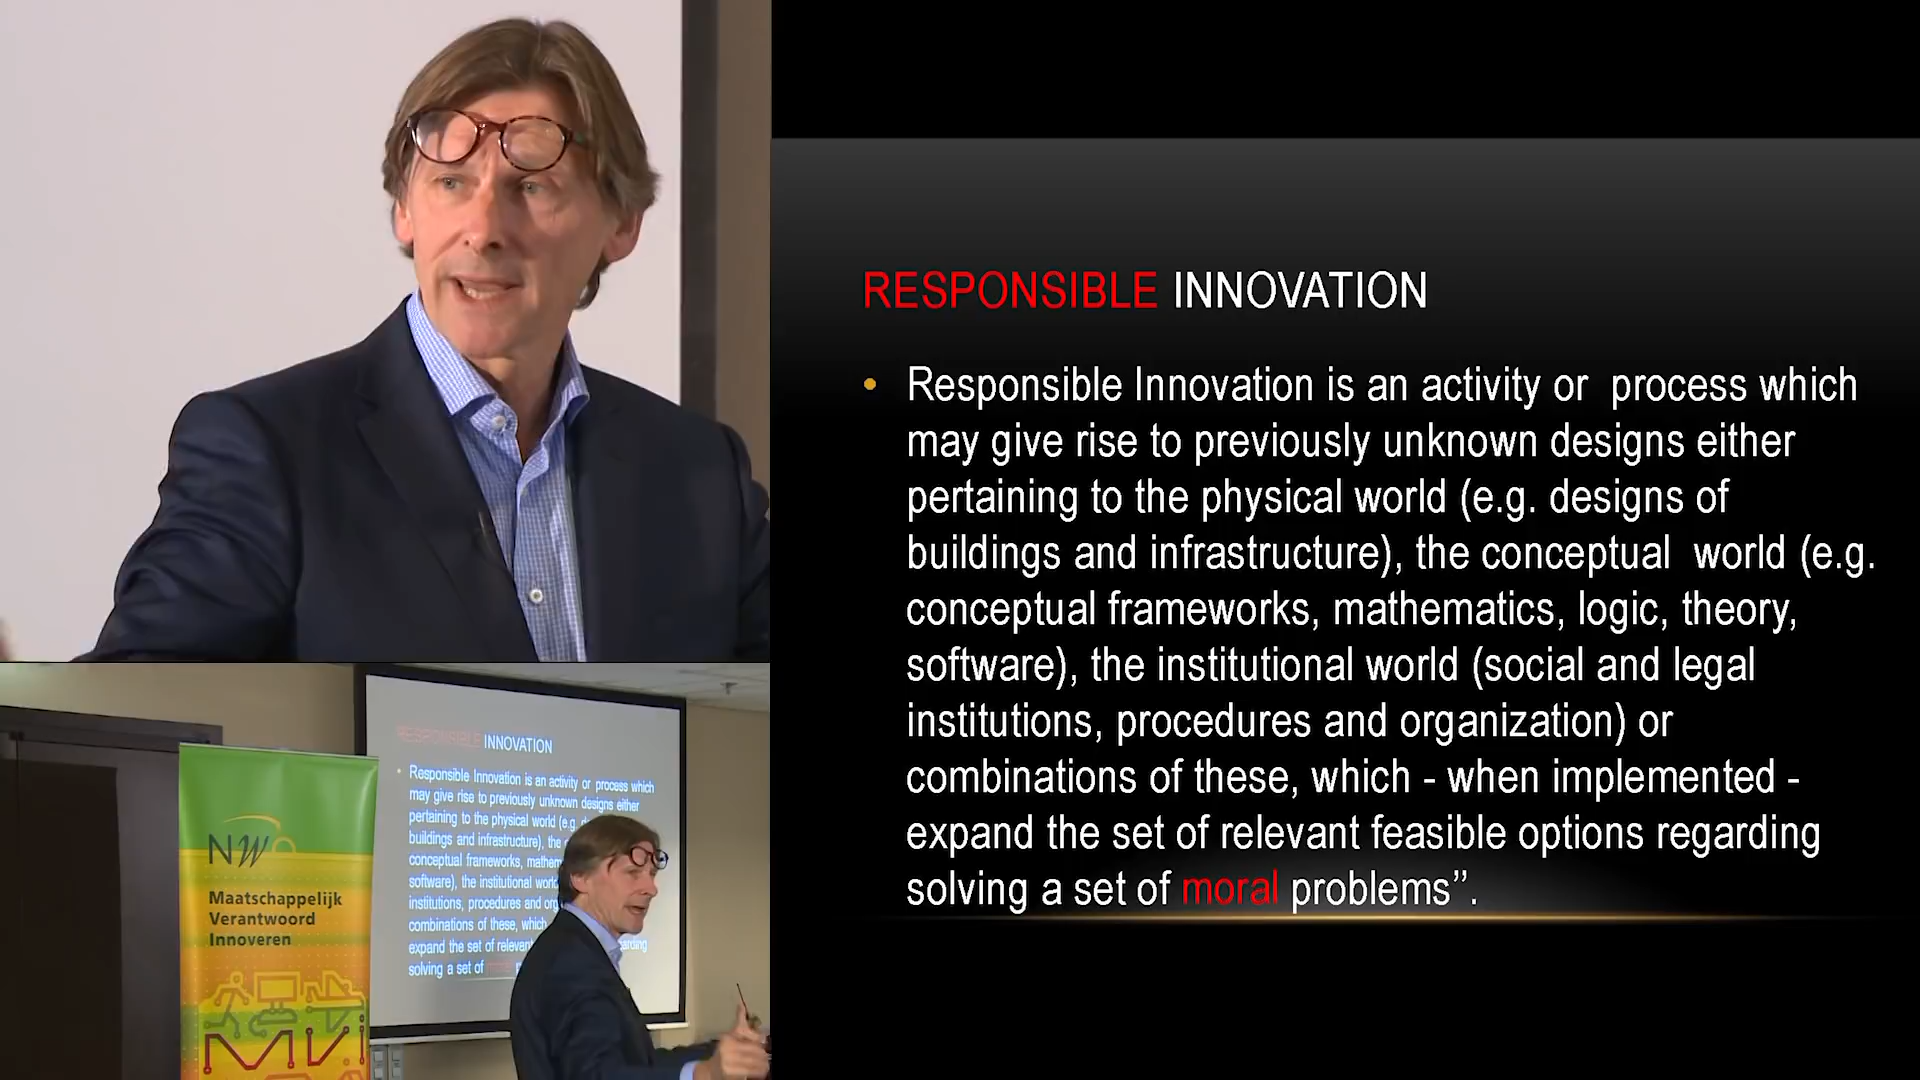 RESPONSIBLE INNOVATION
• Responsible Innovation is an activity or process which
may give rise to previously unknown designs either
pertaining to the physical world (e.g. designs of
buildings and infrastructure), the conceptual world (e.g.
conceptual frameworks, mathematics, logic, theory,
software), the institutional world (social and legal
institutions, procedures and organization) or
combinations of these, which - when implemented -
expand the set of relevant feasible options regarding
solving a set of moral problems”.
NWO
Maatschappelijk
Verantwoord
Innoveren
MVI
RESPONSIBLE INNOVATION
• Responsible Innovation is an activity or process which
may give rise to previously unknown designs either
pertaining to the physical world (e.g.
buildings and infrastructure), the
conceptual frameworks,
software), the institutional
institutions, procedures and
combinations of these, which
expand the set of relevant
solving a set of moral